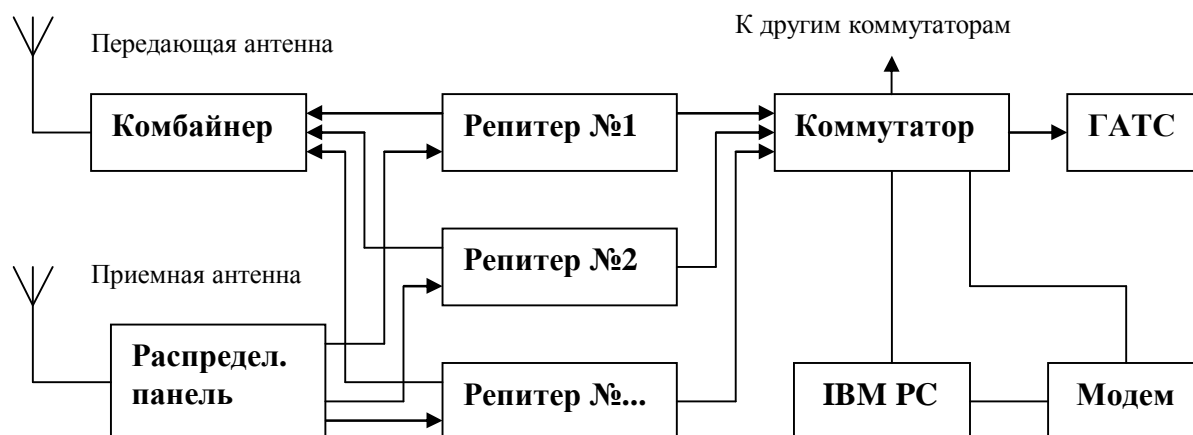 Передающая антенна
К другим коммутаторам
Комбайнер
Репитер №1
Коммутатор
ГАТС
Репитер №2
Приемная антенна
Распредел.
панель
Репитер №...
IBM PC
Модем